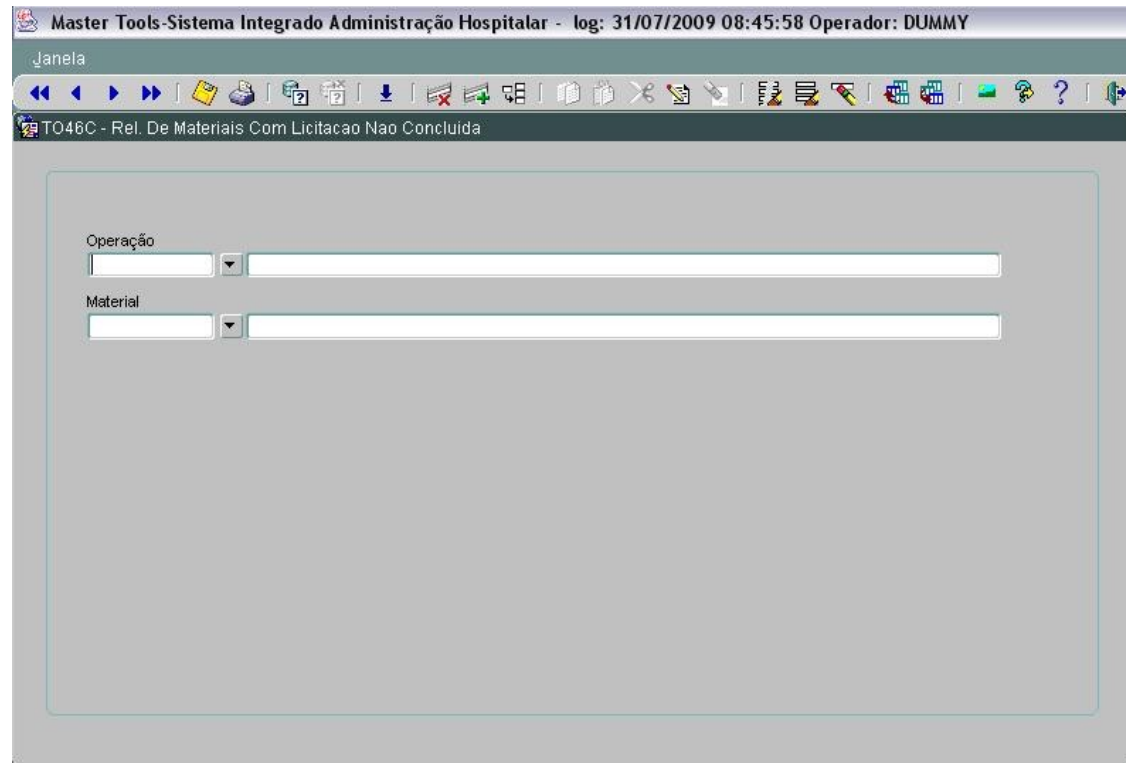 Master Tools-Sistema Integrado Administração Hospitalar - log: 31/07/2009 08:45:58 Operador: DUMMY
Janela
TO46C - Rel. De Materiais Com Licitacao Nao Concluida
Operação
Material